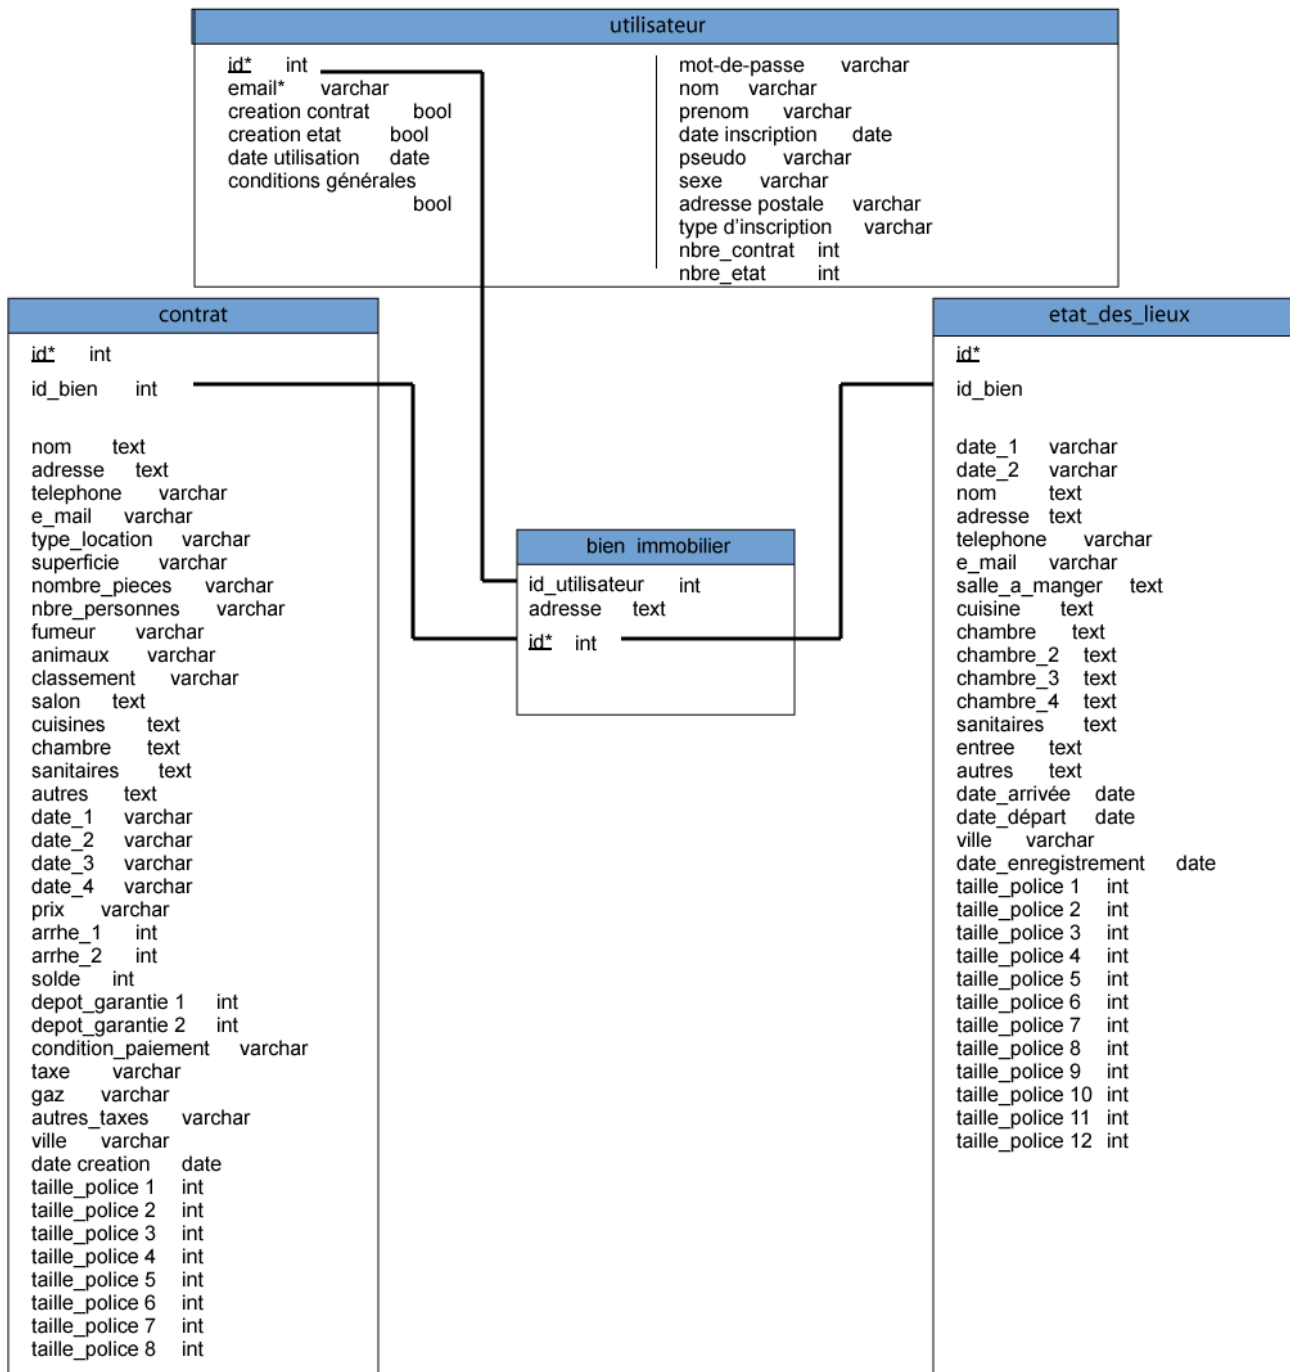 utilisateur
id* int
email* varchar
creation contrat bool
creation etat bool
date utilisation date
conditions générales
bool
mot-de-passe varchar
nom varchar
prenom varchar
date inscription date
pseudo varchar
sexe varchar
adresse postale varchar
type d'inscription varchar
nbre_contrat int
nbre_etat int
contrat
id* int
id_bien int
nom text
adresse text
telephone varchar
e_mail varchar
type_location varchar
superficie varchar
nombre_pieces varchar
nbre_personnes varchar
fumeur varchar
animaux varchar
classement varchar
salon text
cuisines text
chambre text
sanitaires text
autres text
date_1 varchar
date_2 varchar
date_3 varchar
date_4 varchar
prix varchar
arrhe_1 int
arrhe_2 int
solde int
depot_garantie 1 int
depot_garantie 2 int
condition_paiement varchar
taxe varchar
gaz varchar
autres_taxes varchar
ville varchar
date creation date
taille_police 1 int
taille_police 2 int
taille_police 3 int
taille_police 4 int
taille_police 5 int
taille_police 6 int
taille_police 7 int
taille_police 8 int
bien immobilier
id_utilisateur int
adresse text
id* int
etat_des_lieux
id*
id_bien
date_1 varchar
date_2 varchar
nom text
adresse text
telephone varchar
e_mail varchar
salle_a_manger text
cuisine text
chambre text
chambre_2 text
chambre_3 text
chambre_4 text
sanitaires text
entree text
autres text
date_arrivée date
date_départ date
ville varchar
date_enregistrement date
taille_police 1 int
taille_police 2 int
taille_police 3 int
taille_police 4 int
taille_police 5 int
taille_police 6 int
taille_police 7 int
taille_police 8 int
taille_police 9 int
taille_police 10 int
taille_police 11 int
taille_police 12 int